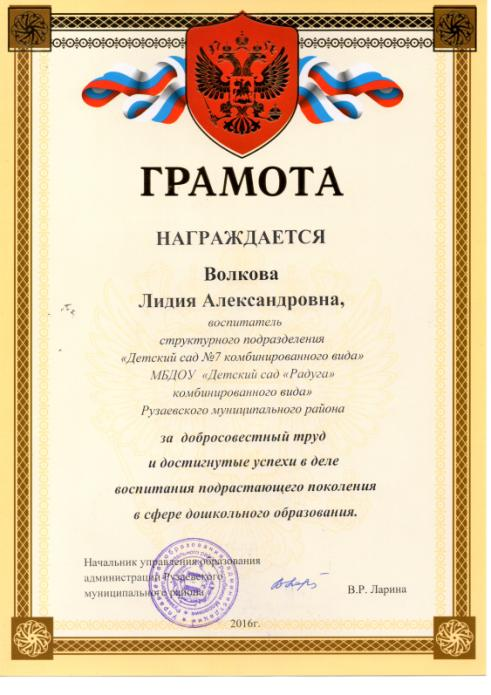 ГРАМОТА
НАГРАЖДАЕТСЯ
Волкова
Лидия Александровна,
воспитатель
структурного подразделения
«Детский сад №7 комбинированного вида»
МБДОУ «Детский сад «Радуга»
комбинированного вида»
Рузаевского муниципального района
за добросовестный труд
и достигнутые успехи в деле
воспитания подрастающего поколения
в сфере дошкольного образования.
Начальник управления образования
администраций Рузаевского
муниципального района
В.Р. Ларина
2016г.